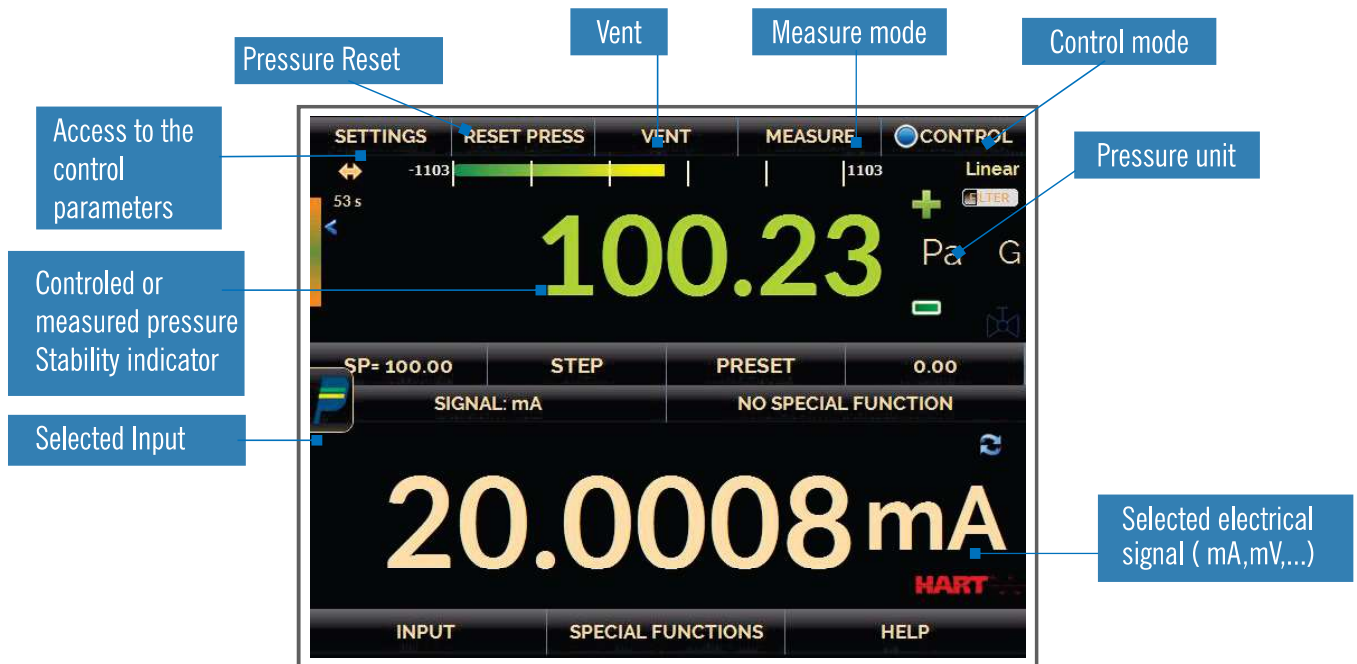 Vent
Measure mode
Control mode
Pressure Reset
Access to the
control
parameters
Pressure unit
Controled or
measured pressure
Stability indicator
Selected Input
Selected electrical
signal ( mA,mV,...)
SETTINGS RESET PRESS VENT MEASURE CONTROL
-1103 1103 Linear
53 s
100.23 Pa G
SP= 100.00 STEP PRESET 0.00
SIGNAL: mA NO SPECIAL FUNCTION
20.0008 mA
HART
INPUT SPECIAL FUNCTIONS HELP